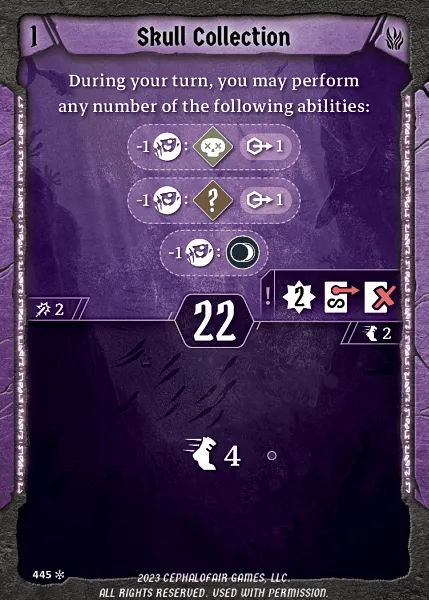 1
Skull Collection
During your turn, you may perform
any number of the following abilities:
-1 : 1
-1 : ? 1
-1 :
! 2
2
22
2
4
445
2023 CEPHALOFAIR GAMES, LLC.
ALL RIGHTS RESERVED. USED WITH PERMISSION.